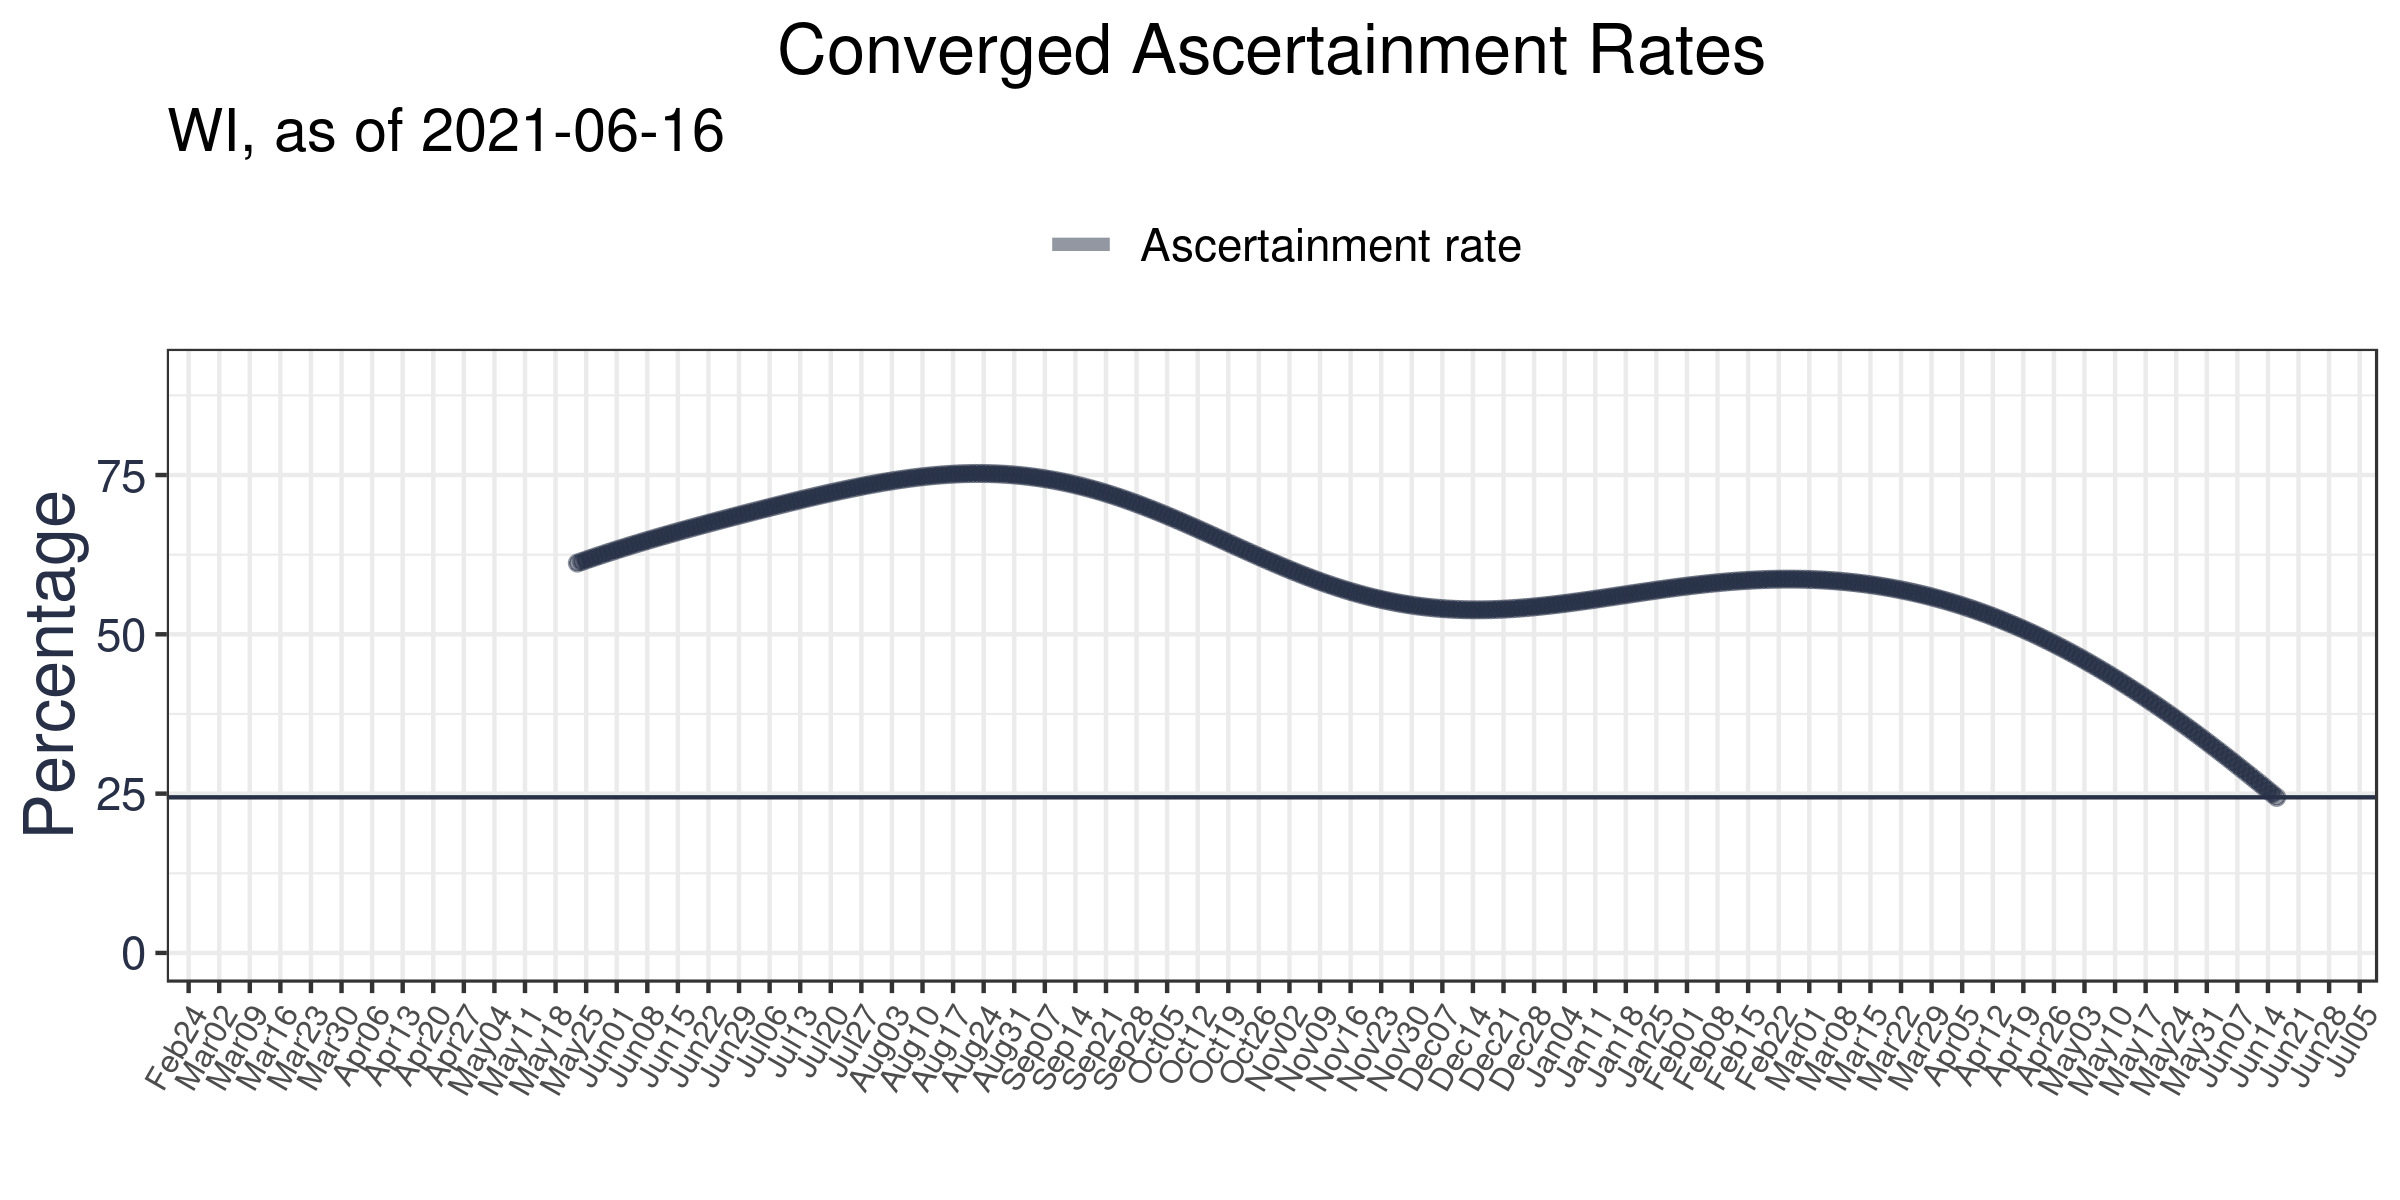 Converged Ascertainment Rates
WI, as of 2021-06-16
Ascertainment rate
Percentage
75
50
25
0
Feb24
Mar02
Mar09
Mar16
Mar23
Mar30
Apr06
Apr13
Apr20
Apr27
May04
May11
May18
May25
Jun01
Jun08
Jun15
Jun22
Jun29
Jul06
Jul13
Jul20
Jul27
Aug03
Aug10
Aug17
Aug24
Aug31
Sep07
Sep14
Sep21
Sep28
Oct05
Oct12
Oct19
Oct26
Nov02
Nov09
Nov16
Nov23
Nov30
Dec07
Dec14
Dec21
Dec28
Jan04
Jan11
Jan18
Jan25
Feb01
Feb08
Feb15
Feb22
Mar01
Mar08
Mar15
Mar22
Mar29
Apr05
Apr12
Apr19
Apr26
May03
May10
May17
May24
May31
Jun07
Jun14
Jun21
Jun28
Jul05